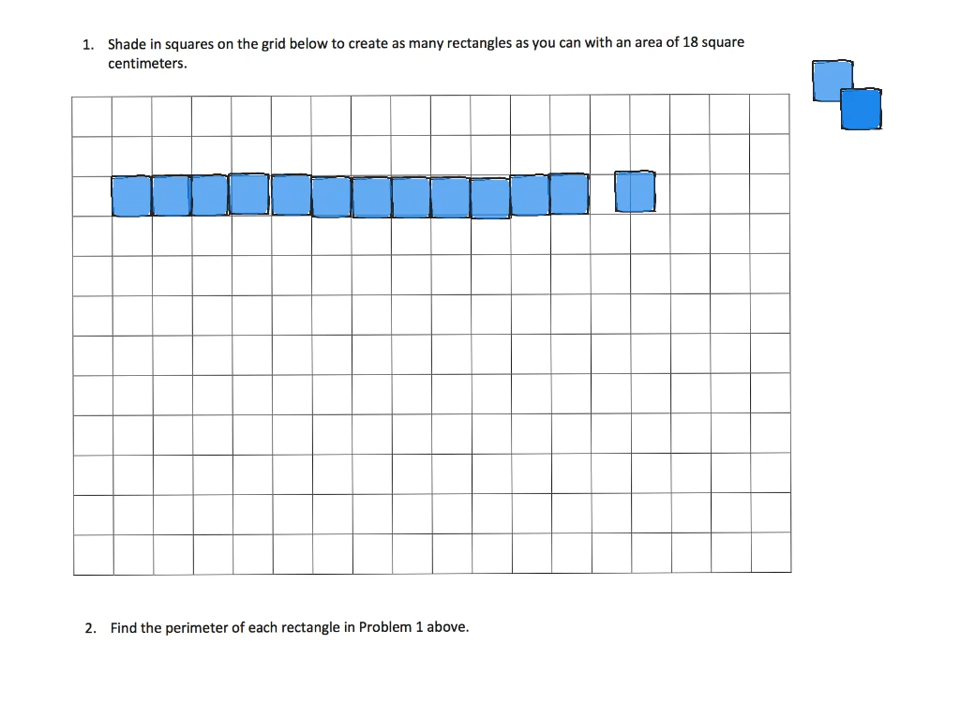 1. Shade in squares on the grid below to create as many rectangles as you can with an area of 18 square
centimeters.
2. Find the perimeter of each rectangle in Problem 1 above.